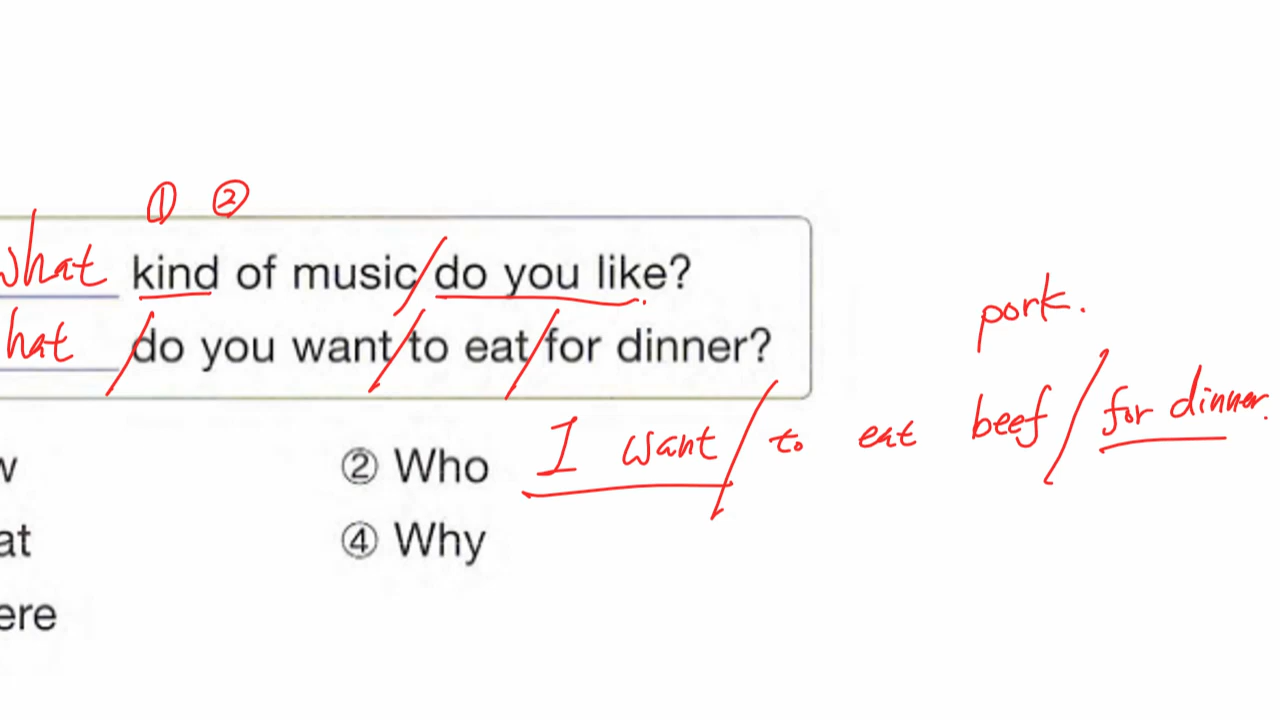 ① ②
what kind of music / do you like?
hat / do you want / to eat / for dinner?
pork.
I want / to eat beef / for dinner.
w ② Who
at ④ Why
ere